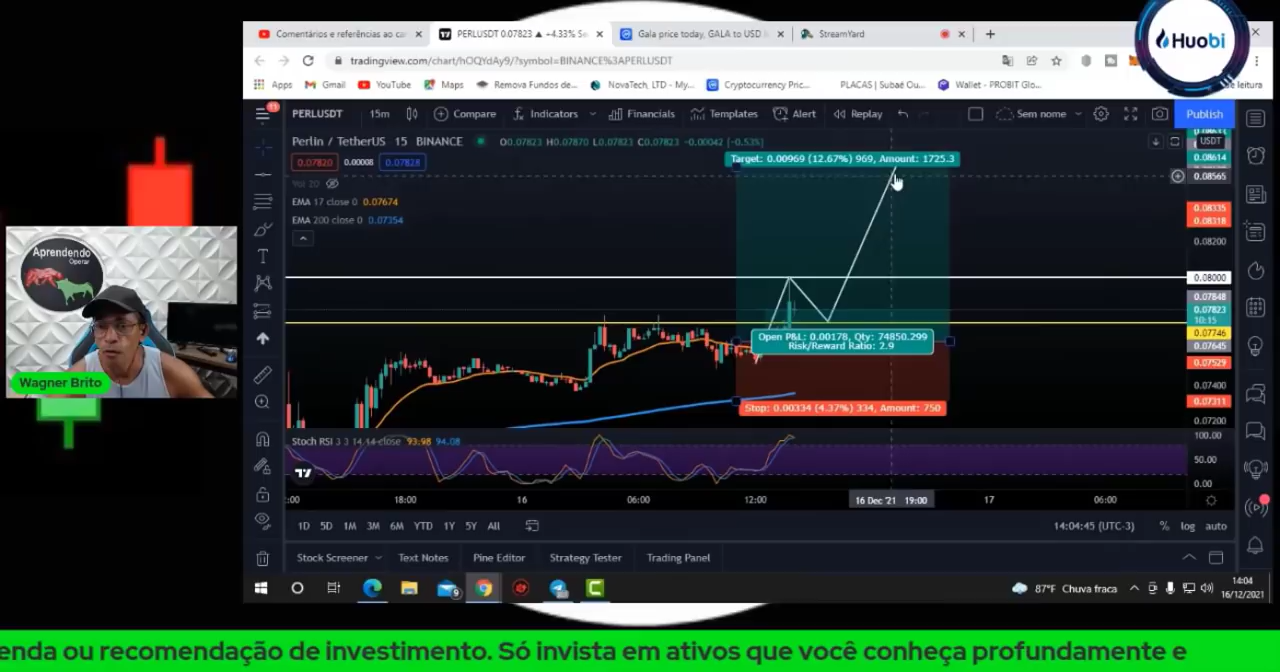 Huobi
Comentários e referências ao car
PERLUSDT 0.07823 ▲ +4.33% Se
Gala price today, GALA to USD l
StreamYard
tradingview.com/chart/hOQYdAy9/?symbol=BINANCE%3APERLUSDT
Apps
Gmail
YouTube
Maps
Remova Fundos de...
NovaTech, LTD - My...
Cryptocurrency Pric...
PLACAS | Subaé Ou...
Wallet - PROBIT Glo...
e leitura
11
PERLUSDT
15m
Compare
Indicators
Financials
Templates
Alert
Replay
Sem nome
Publish
Perlin / TetherUS 15 BINANCE
O0.07823 H0.07870 L0.07823 C0.07823 -0.00042 (-0.53%)
0.07820
0.00008
0.07828
Vol 20
EMA 17 close 0 0.07674
EMA 200 close 0 0.07354
Target: 0.00969 (12.67%) 969, Amount: 1725.3
USDT
0.08614
0.08565
0.08335
0.08318
0.08200
0.08000
0.07848
0.07823
10:15
0.07746
0.07645
0.07529
0.07400
0.07311
0.07200
Open P&L: 0.00178, Qty: 74850.299
Risk/Reward Ratio: 2.9
Stop: 0.00334 (4.37%) 334, Amount: 750
Aprendendo
Operar
Wagner Brito
Stoch RSI 3 3 14 14 close 93.98 94.08
100.00
50.00
0.00
:00
18:00
16
06:00
12:00
16 Dec '21 19:00
17
06:00
1D 5D 1M 3M 6M YTD 1Y 5Y All
14:04:45 (UTC-3)
% log auto
Stock Screener
Text Notes
Pine Editor
Strategy Tester
Trading Panel
9
87°F Chuva fraca
14:04
16/12/2021
enda ou recomendação de investimento. Só invista em ativos que você conheça profundamente e